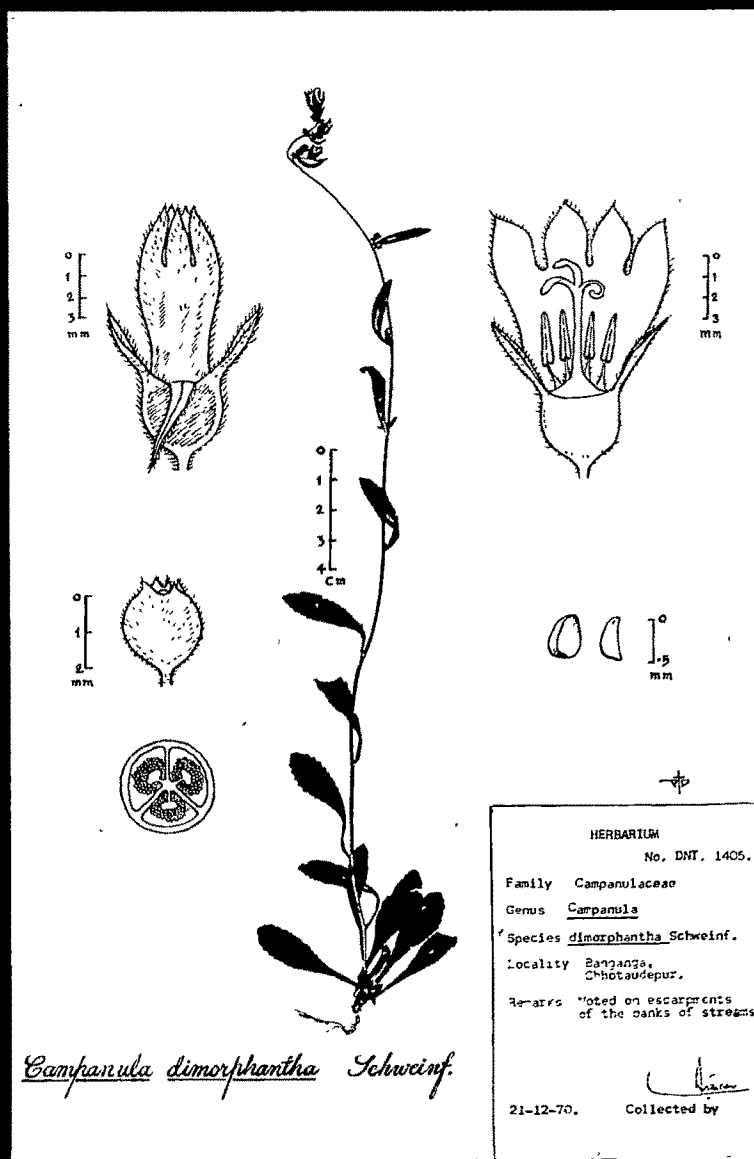 0
1
2
3
mm
0
1
2
3
mm
0
1
2
3
4
Cm
0
1
2
mm
0
.5
mm
HERBARIUM
No. DNT. 1405.
Family Campanulaceae
Genus Campanula
Species dimorphantha Schweinf.
Locality Banganga,
Chhotaudepur.
Remarks Noted on escarpments
of the banks of streams
21-12-70. Collected by
Campanula dimorphantha Schweinf.